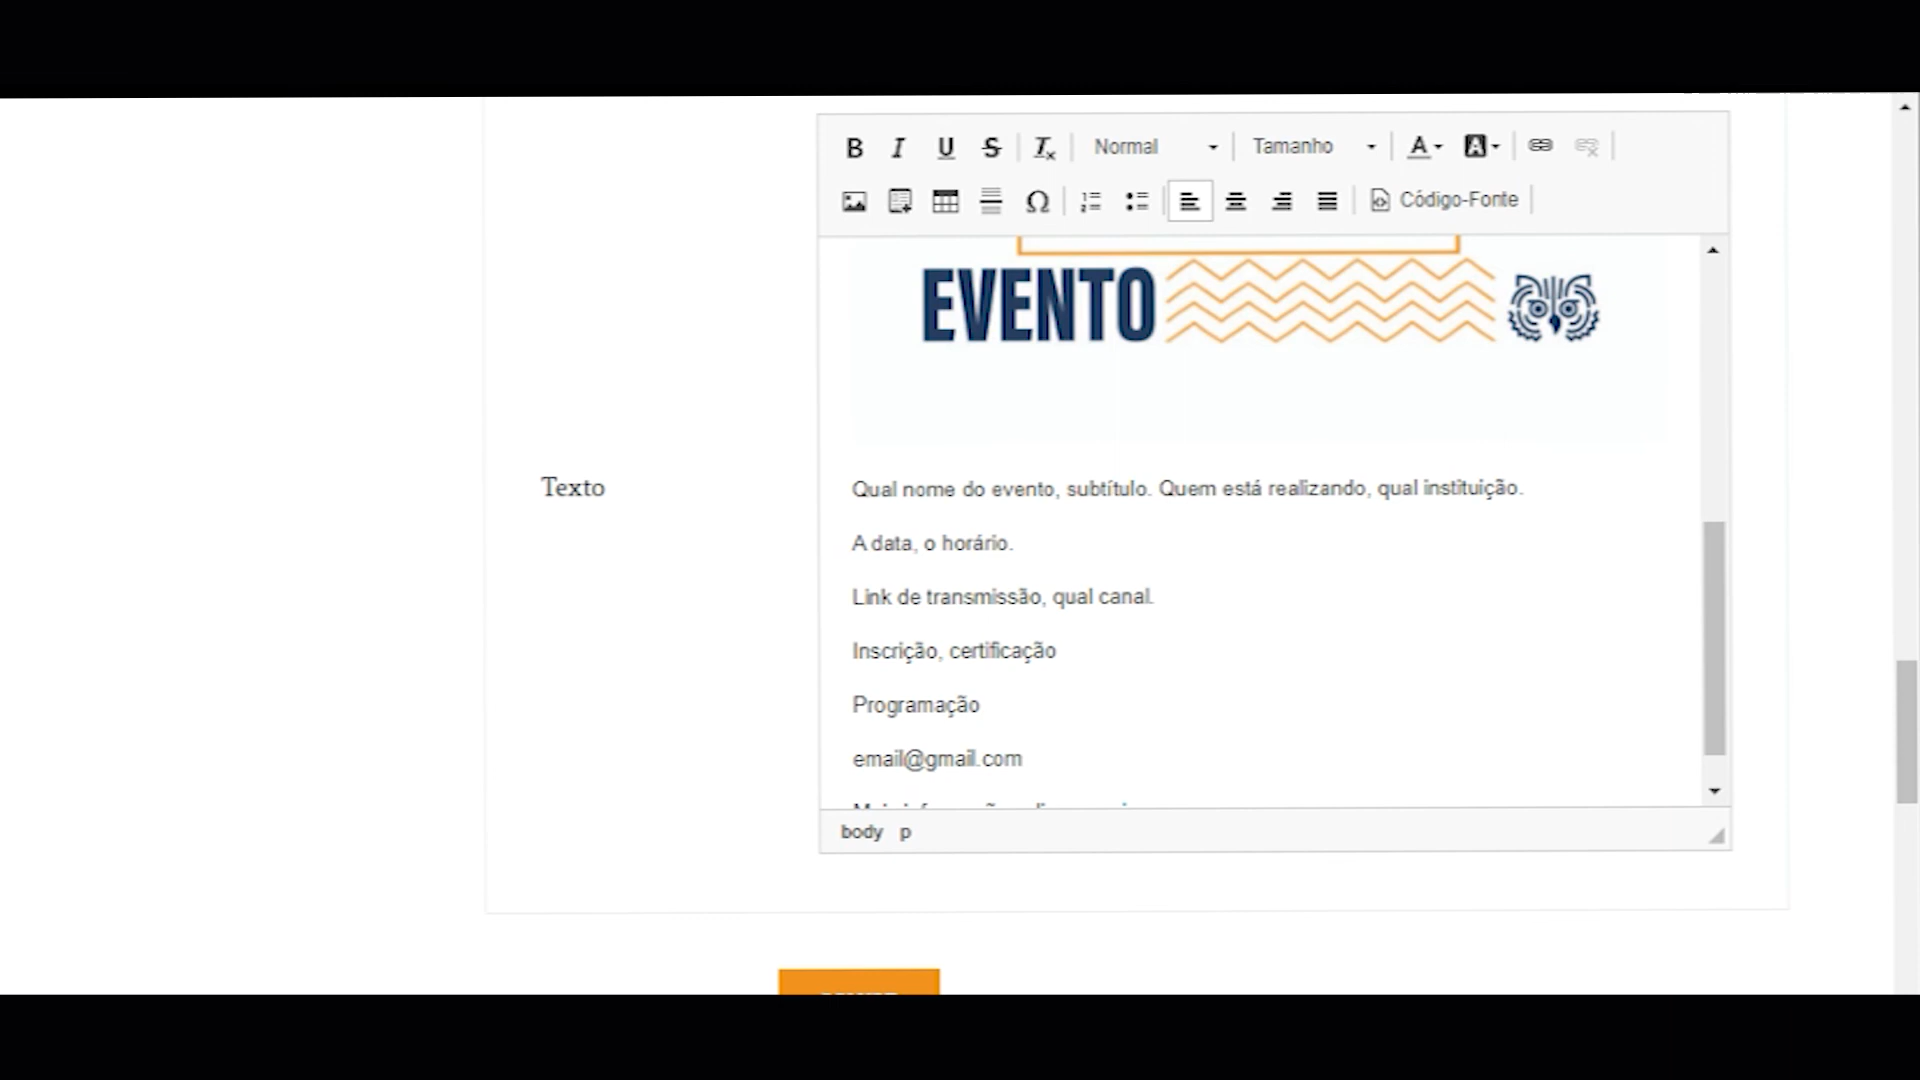 B I U S Tx Normal Tamanho A A
Ω Código-Fonte
EVENTO
Texto
Qual nome do evento, subtítulo. Quem está realizando, qual instituição.
A data, o horário.
Link de transmissão, qual canal.
Inscrição, certificação
Programação
email@gmail.com
body p